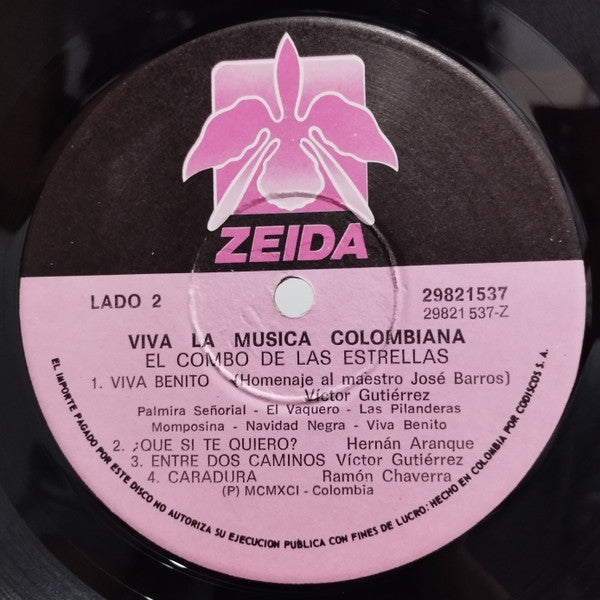 ZEIDA
LADO 2
29821537
29821537-Z
VIVA LA MUSICA COLOMBIANA
EL COMBO DE LAS ESTRELLAS
1. VIVA BENITO (Homenaje al maestro José Barros)
Víctor Gutiérrez
Palmira Señorial - El Vaquero - Las Pilanderas
Momposina - Navidad Negra - Viva Benito
2. ¿QUE SI TE QUIERO? Hernán Aranque
3. ENTRE DOS CAMINOS Víctor Gutiérrez
4. CARADURA Ramón Chaverra
(P) MCMXCI - Colombia
EL IMPORTE PAGADO POR ESTE DISCO NO AUTORIZA SU EJECUCION PUBLICA CON FINES DE LUCRO: HECHO EN COLOMBIA POR CODISCOS S. A.